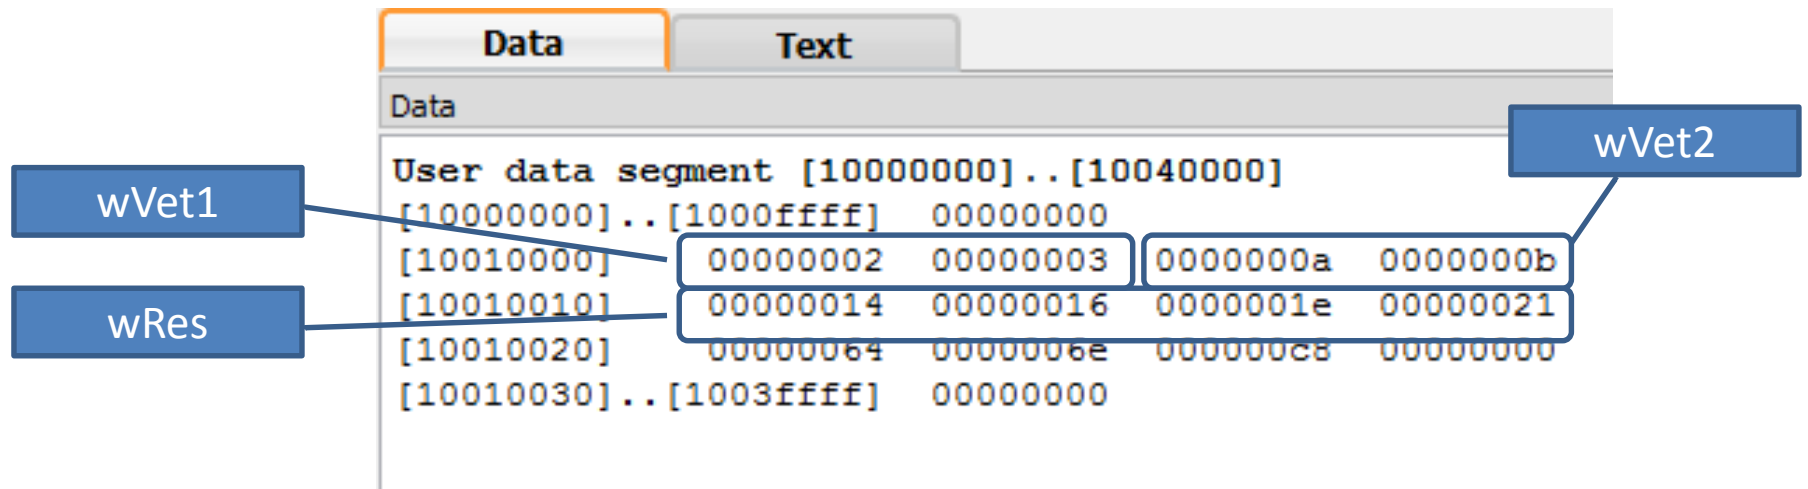 Data Text
Data
wVet2
User data segment [10000000]..[10040000]
wVet1
[10000000]..[1000ffff] 00000000
[10010000] 00000002 00000003 0000000a 0000000b
wRes
[10010010] 00000014 00000016 0000001e 00000021
[10010020] 00000064 0000006e 000000c8 00000000
[10010030]..[1003ffff] 00000000